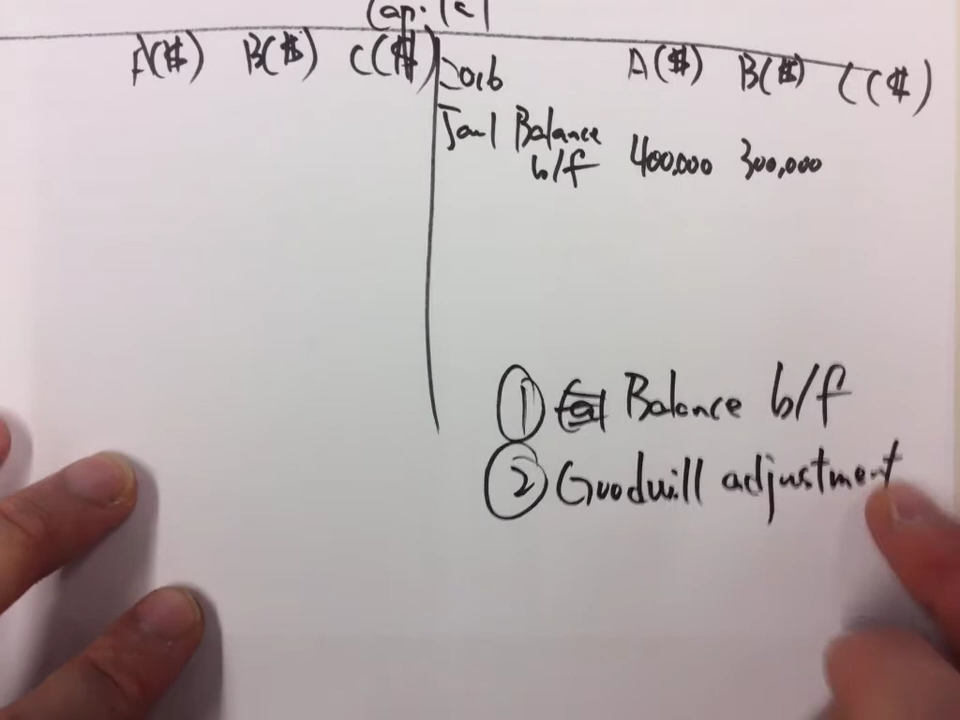 Capital
A($) B($) C($) A($) B($) C($)
2016
Jan 1 Balance
b/f 400,000 300,000
① Balance b/f
② Goodwill adjustment